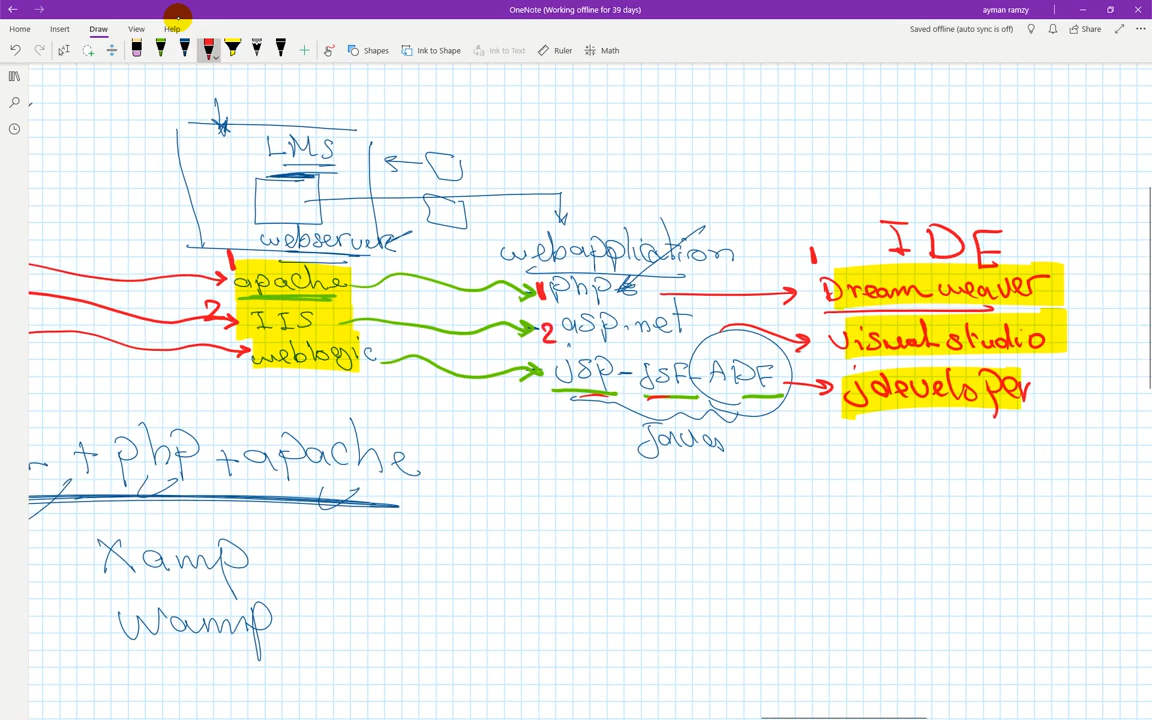 OneNote (Working offline for 39 days)
ayman ramzy
Home Insert Draw View Help
Saved offline (auto sync is off) Share
Shapes Ink to Shape Ink to Text Ruler Math
LMS
webserver
webapplication
IDE
1 apache
1 php
1 Dream weaver
2 IIS
2 asp.net
visual studio
weblogic
jsp - jsf - ADF
jdeveloper
+ php + apache
Xamp
wamp